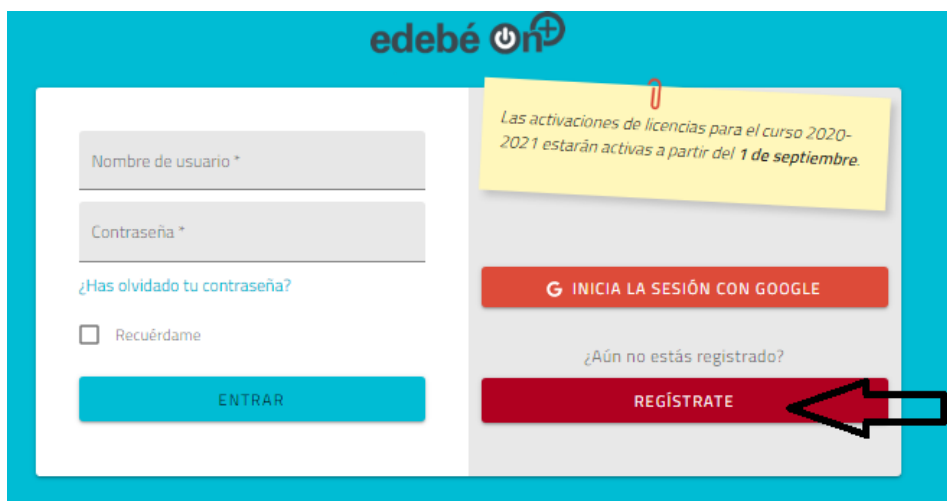 edebé On+
Nombre de usuario *
Contraseña *
¿Has olvidado tu contraseña?
Recuérdame
ENTRAR
Las activaciones de licencias para el curso 2020-
2021 estarán activas a partir del 1 de septiembre.
G INICIA LA SESIÓN CON GOOGLE
¿Aún no estás registrado?
REGÍSTRATE